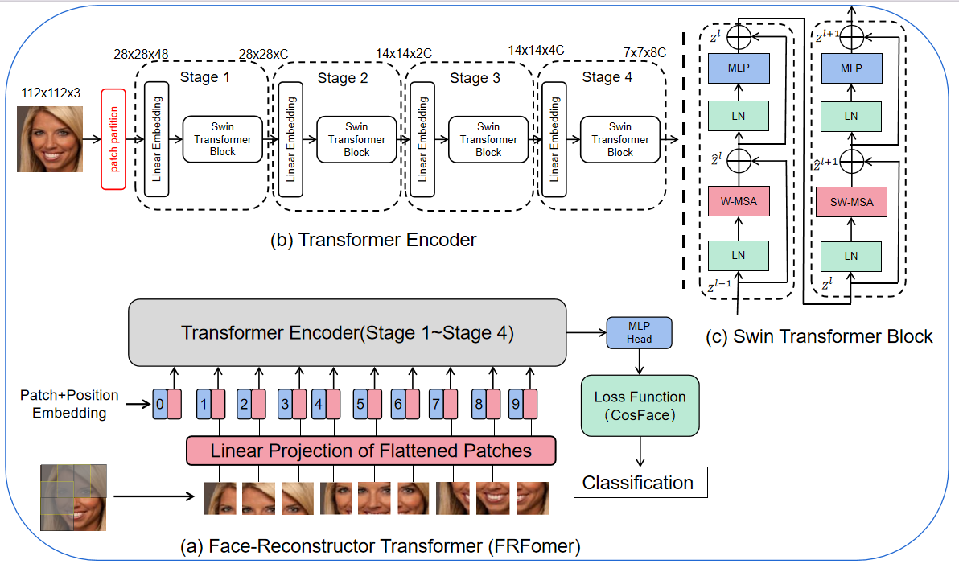 28x28x48
28x28xC
14x14x2C
14x14x4C
7x7x8C
Stage 1
Stage 2
Stage 3
Stage 4
112x112x3
patch partition
Linear Embedding
Swin
Transformer
Block
Linear Embedding
Swin
Transformer
Block
Linear Embedding
Swin
Transformer
Block
Linear Embedding
Swin
Transformer
Block
(b) Transformer Encoder
z^l
MLP
LN
ẑ^l
W-MSA
LN
z^{l-1}
z^{l+1}
MLP
LN
ẑ^{l+1}
SW-MSA
LN
z^l
(c) Swin Transformer Block
Transformer Encoder(Stage 1~Stage 4)
MLP
Head
Patch+Position
Embedding
0 1 2 3 4 5 6 7 8 9
Loss Function
(CosFace)
Linear Projection of Flattened Patches
Classification
(a) Face-Reconstructor Transformer (FRFomer)